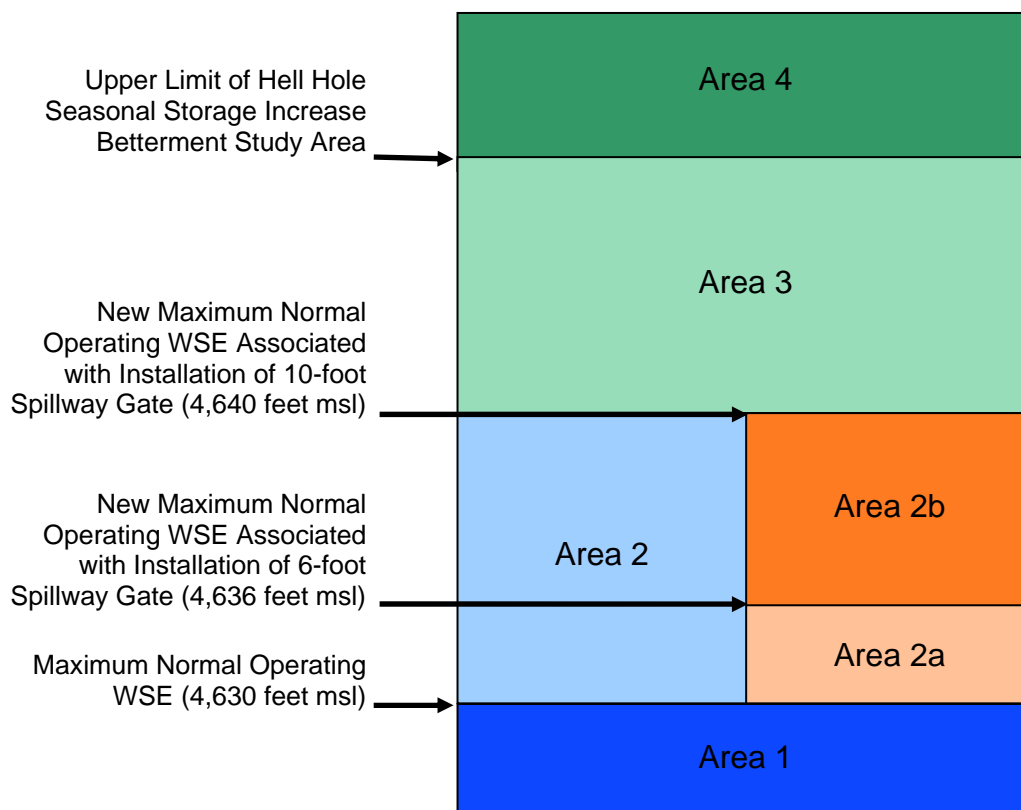 Upper Limit of Hell Hole
Seasonal Storage Increase
Betterment Study Area
New Maximum Normal
Operating WSE Associated
with Installation of 10-foot
Spillway Gate (4,640 feet msl)
New Maximum Normal
Operating WSE Associated
with Installation of 6-foot
Spillway Gate (4,636 feet msl)
Maximum Normal Operating
WSE (4,630 feet msl)
Area 4
Area 3
Area 2
Area 2b
Area 2a
Area 1